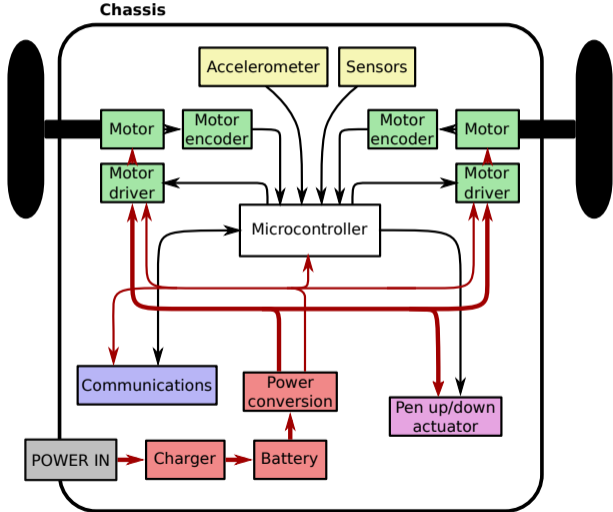 Chassis
Accelerometer
Sensors
Motor
Motor
encoder
Motor
encoder
Motor
Motor
driver
Motor
driver
Microcontroller
Communications
Power
conversion
Pen up/down
actuator
POWER IN
Charger
Battery